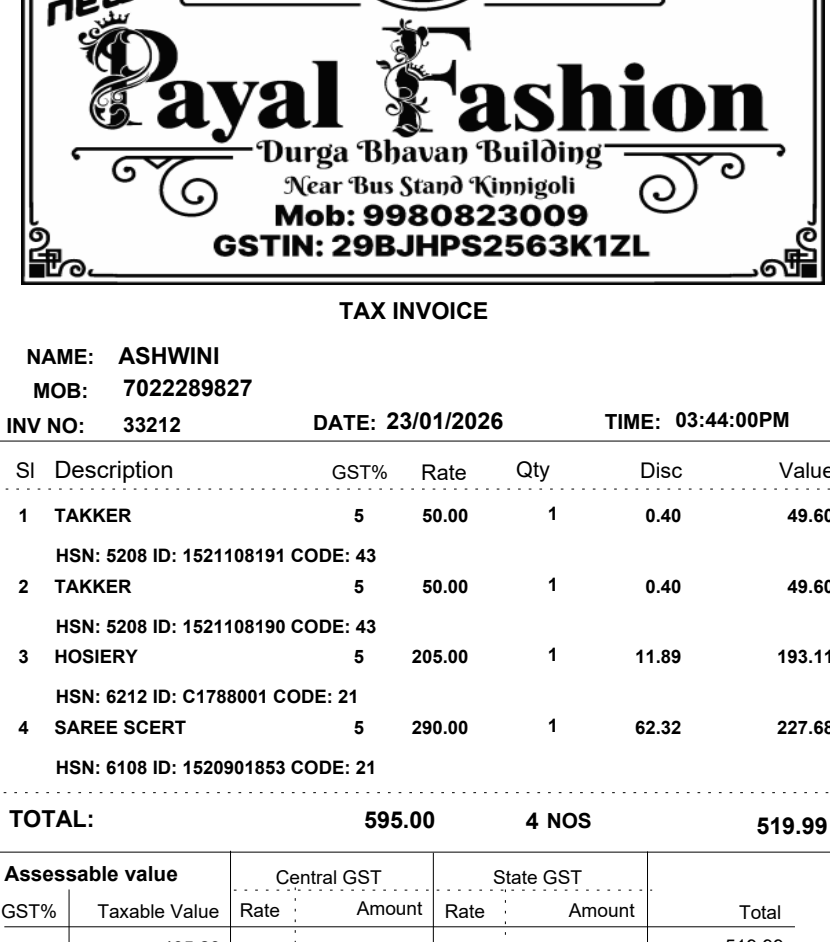 new
Payal Fashion
Durga Bhavan Building
Near Bus Stand Kinnigoli
Mob: 9980823009
GSTIN: 29BJHPS2563K1ZL
TAX INVOICE
NAME: ASHWINI
MOB: 7022289827
INV NO: 33212 DATE: 23/01/2026 TIME: 03:44:00PM
Sl Description GST% Rate Qty Disc Value
1 TAKKER 5 50.00 1 0.40 49.60
HSN: 5208 ID: 1521108191 CODE: 43
2 TAKKER 5 50.00 1 0.40 49.60
HSN: 5208 ID: 1521108190 CODE: 43
3 HOSIERY 5 205.00 1 11.89 193.11
HSN: 6212 ID: C1788001 CODE: 21
4 SAREE SCERT 5 290.00 1 62.32 227.68
HSN: 6108 ID: 1520901853 CODE: 21
TOTAL: 595.00 4 NOS 519.99
Assessable value Central GST State GST
GST% Taxable Value Rate Amount Rate Amount Total